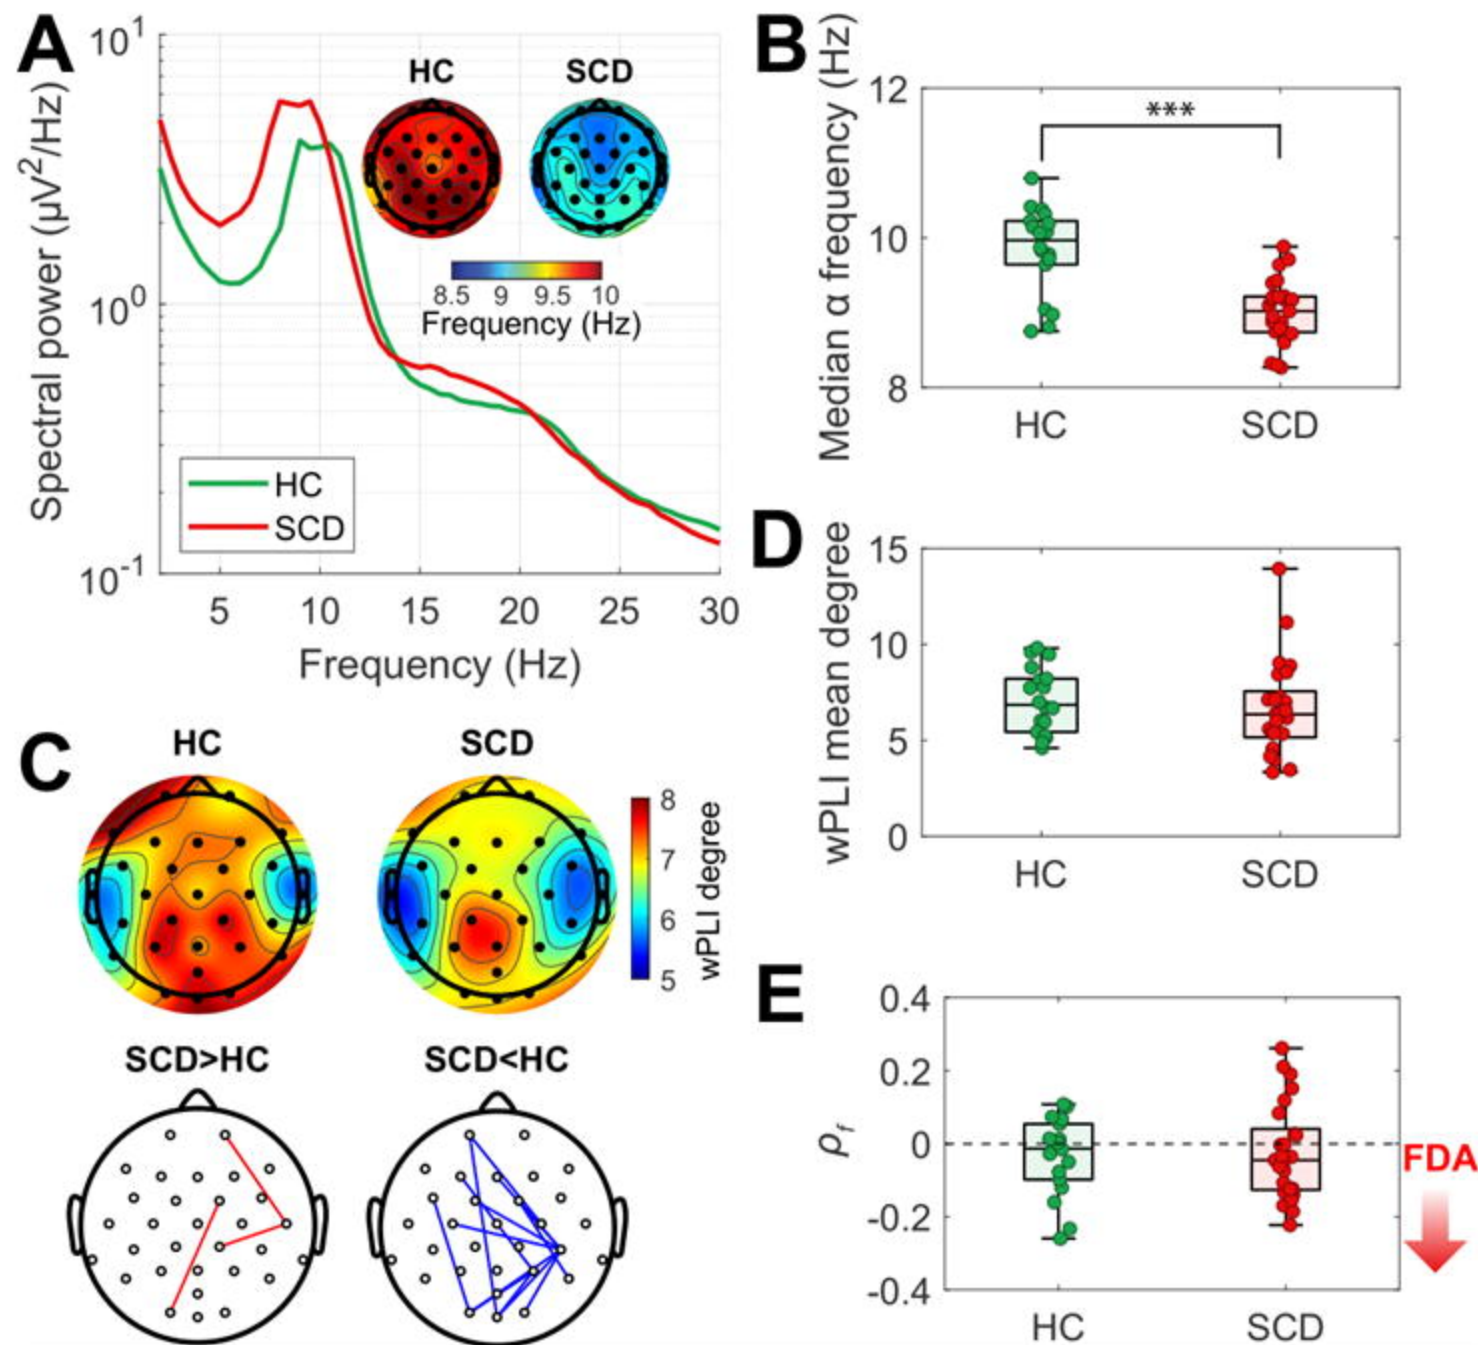 A
Spectral power (μV²/Hz)
10¹
10⁰
10⁻¹
HC SCD
8.5 9 9.5 10
Frequency (Hz)
HC
SCD
5 10 15 20 25 30
Frequency (Hz)
B
Median α frequency (Hz)
12
10
8
***
HC SCD
C
HC SCD
8
7
6
5
wPLI degree
SCD>HC SCD<HC
D
wPLI mean degree
15
10
5
0
HC SCD
E
ρf
0.4
0.2
0
-0.2
-0.4
FDA
HC SCD